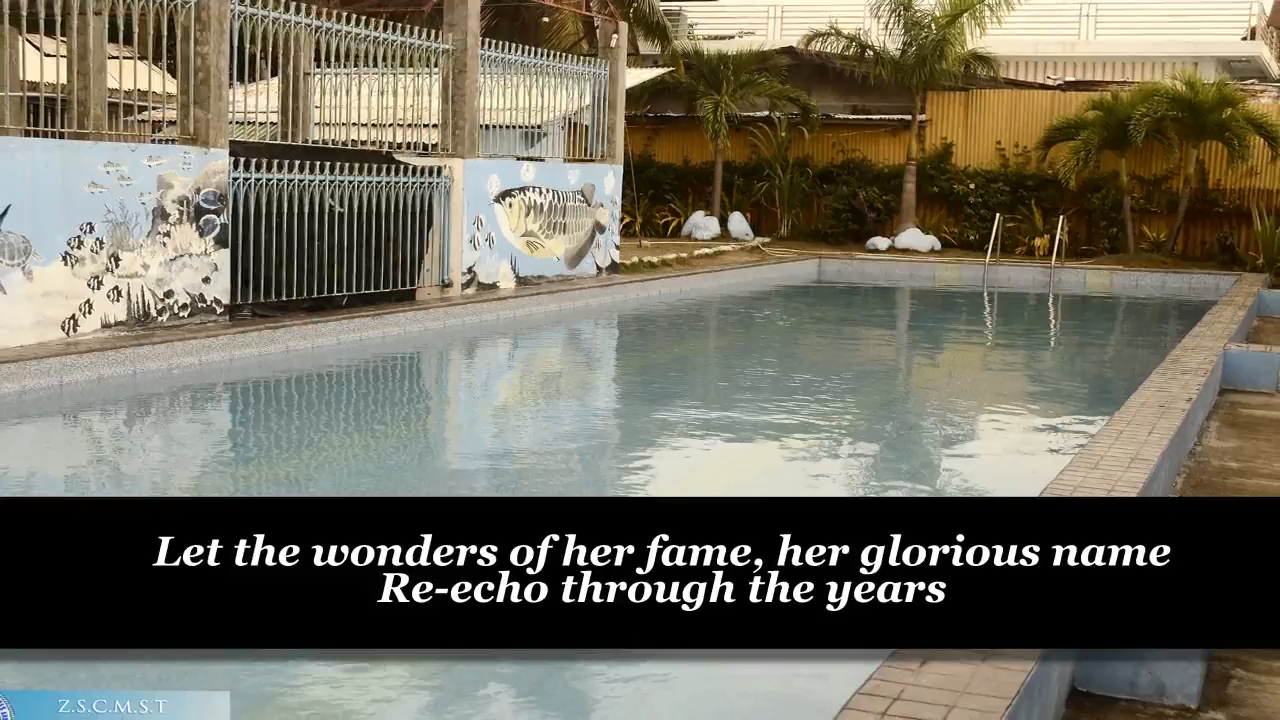 Let the wonders of her fame, her glorious name
Re-echo through the years
Z.S.C.M.S.T